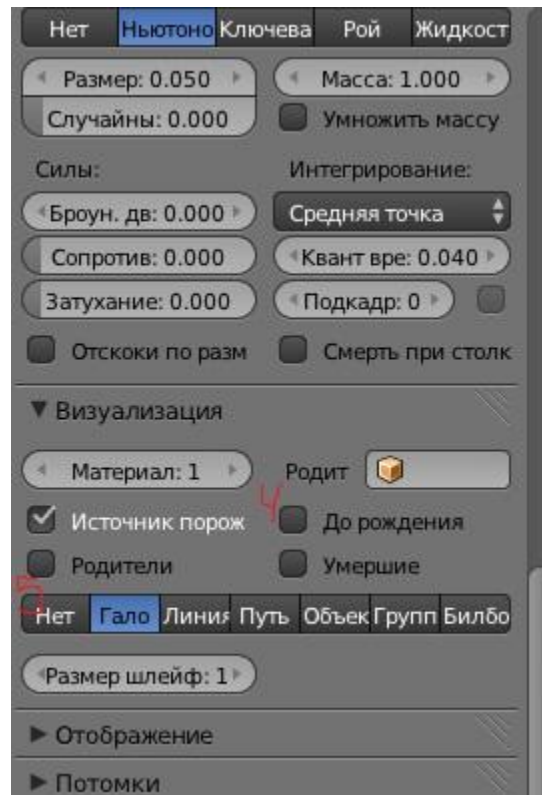 Нет Ньютоно Ключева Рой Жидкост
Размер: 0.050 Масса: 1.000
Случайны: 0.000 Умножить массу
Силы: Интегрирование:
Броун. дв: 0.000 Средняя точка
Сопротив: 0.000 Квант вре: 0.040
Затухание: 0.000 Подкадр: 0
Отскоки по разм Смерть при столк
Визуализация
Материал: 1 Родит
4
Источник порож До рождения
Родители Умершие
5
Нет Гало Линия Путь Объек Групп Билбо
Размер шлейф: 1
Отображение
Потомки